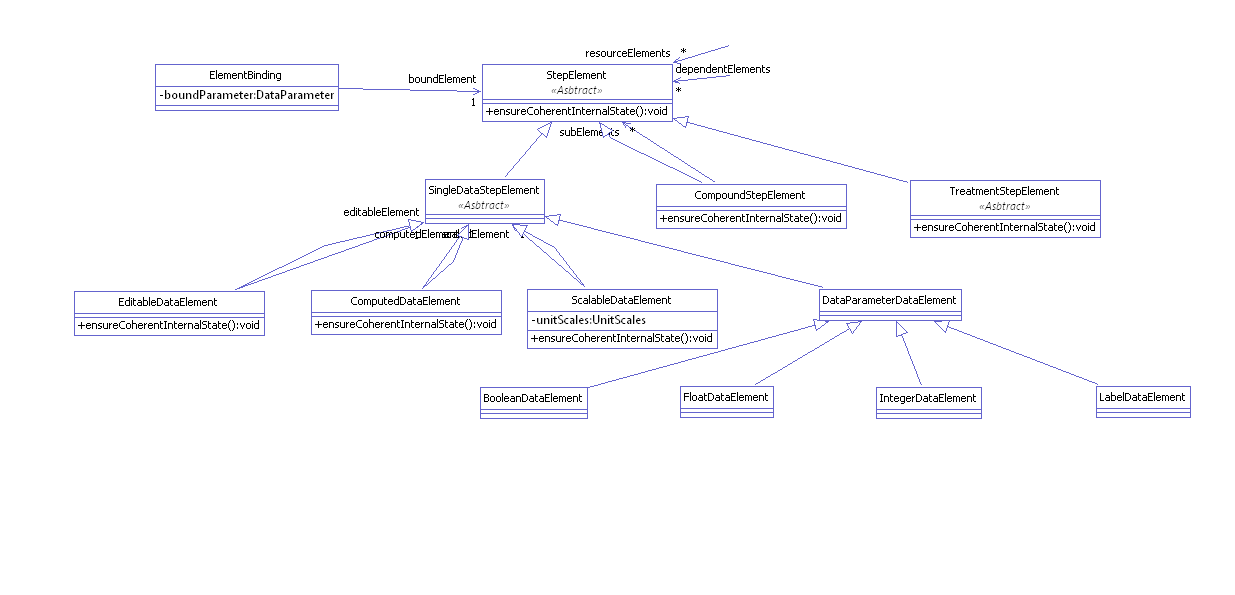 resourceElements *
ElementBinding
-boundParameter:DataParameter
boundElement
1
StepElement
«Asbtract»
+ensureCoherentInternalState():void
dependentElements
*
subElements *
SingleDataStepElement
«Asbtract»
CompoundStepElement
+ensureCoherentInternalState():void
TreatmentStepElement
«Asbtract»
+ensureCoherentInternalState():void
editableElement
computedElement
EditableDataElement
+ensureCoherentInternalState():void
ComputedDataElement
+ensureCoherentInternalState():void
ScalableDataElement
-unitScales:UnitScales
+ensureCoherentInternalState():void
DataParameterDataElement
BooleanDataElement
FloatDataElement
IntegerDataElement
LabelDataElement